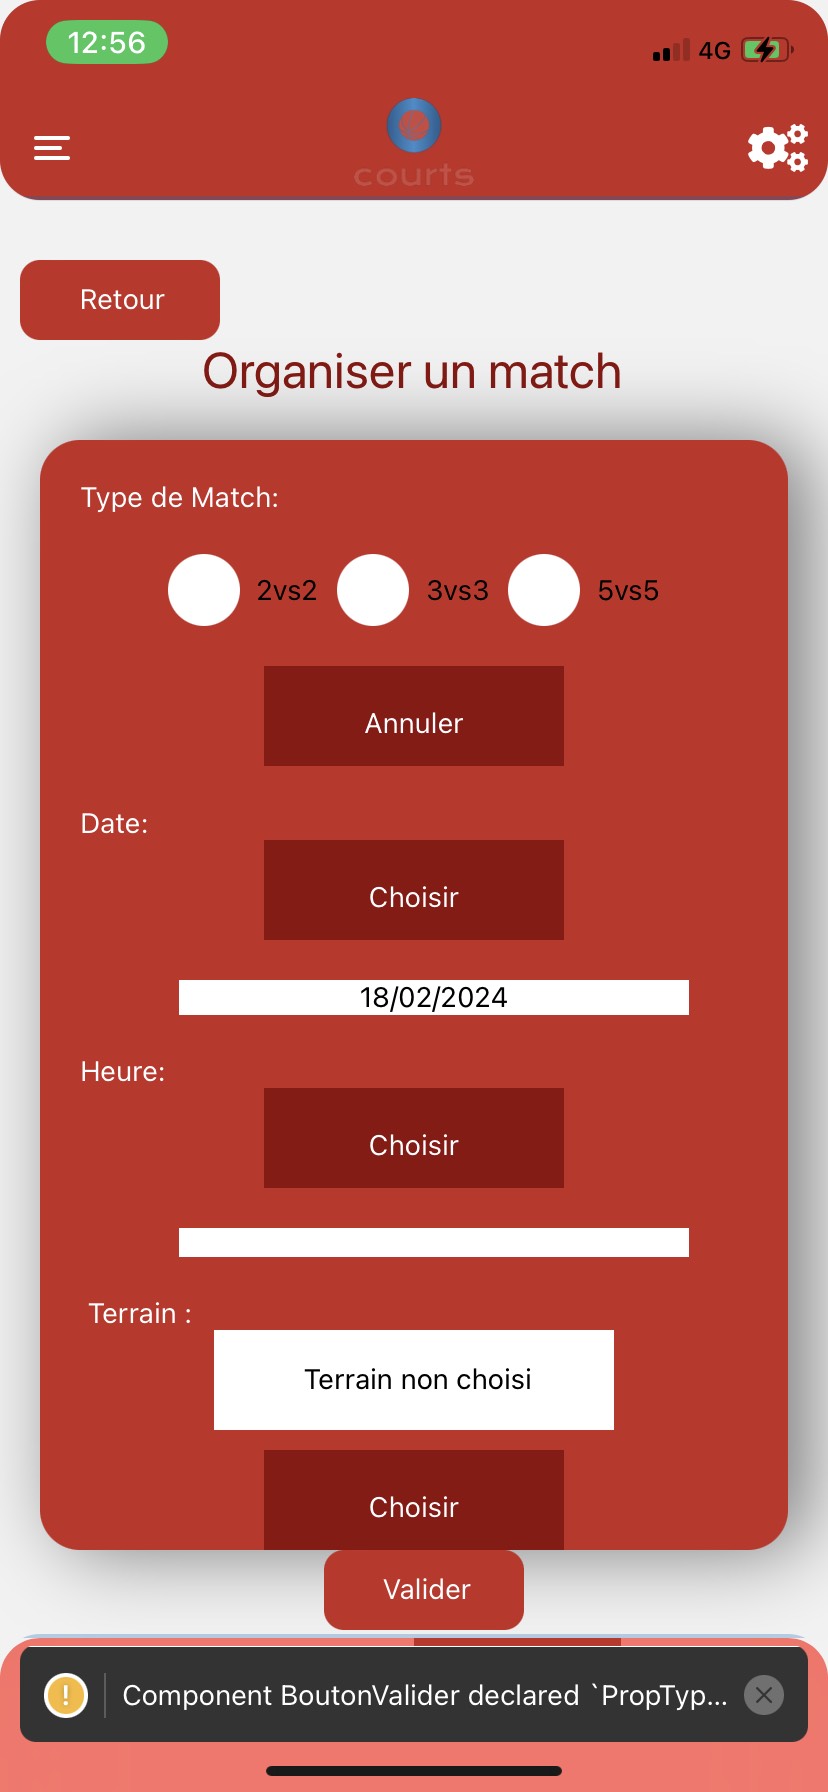 12:56
4G
courts
Retour
Organiser un match
Type de Match:
2vs2 3vs3 5vs5
Annuler
Date:
Choisir
18/02/2024
Heure:
Choisir
Terrain :
Terrain non choisi
Choisir
Valider
! Component BoutonValider declared `PropTyp...